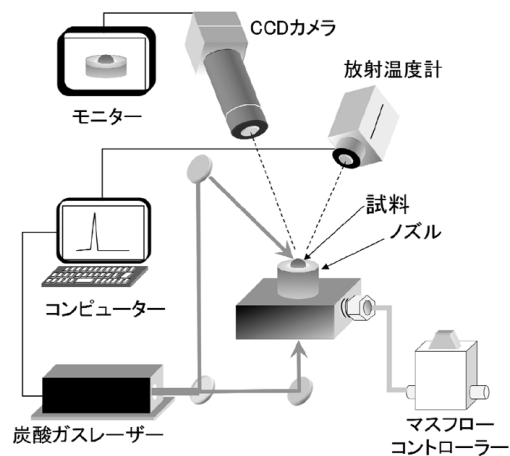 CCDカメラ
放射温度計
モニター
試料
ノズル
コンピューター
炭酸ガスレーザー
マスフロー
コントローラー